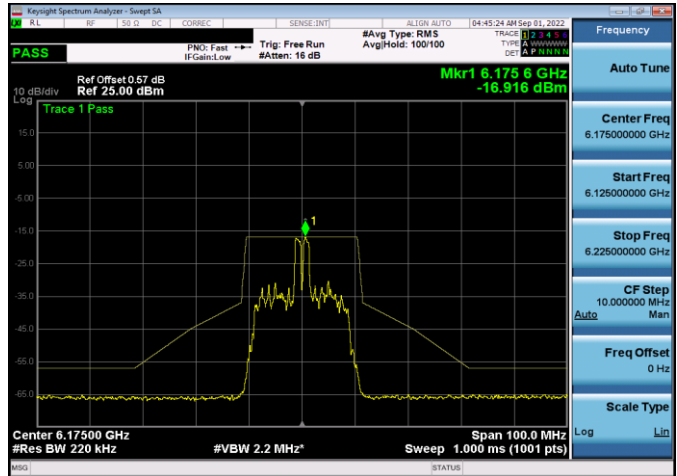 Keysight Spectrum Analyzer - Swept SA
RL RF 50 Ω DC CORREC SENSE:INT ALIGN AUTO 04:45:24 AM Sep 01, 2022
PASS
PNO: Fast
IFGain:Low
Trig: Free Run
#Atten: 16 dB
#Avg Type: RMS
Avg|Hold: 100/100
TRACE 1 2 3 4 5 6
TYPE A WWWWW
DET A P N N N N
Ref Offset 0.57 dB
Ref 25.00 dBm
10 dB/div
Log
Mkr1 6.175 6 GHz
-16.916 dBm
Trace 1 Pass
15.0
5.00
-5.00
-15.0
-25.0
-35.0
-45.0
-55.0
-65.0
1
Center 6.17500 GHz
#Res BW 220 kHz
#VBW 2.2 MHz*
Span 100.0 MHz
Sweep 1.000 ms (1001 pts)
MSG STATUS
Frequency
Auto Tune
Center Freq
6.175000000 GHz
Start Freq
6.125000000 GHz
Stop Freq
6.225000000 GHz
CF Step
10.000000 MHz
Auto Man
Freq Offset
0 Hz
Scale Type
Log Lin